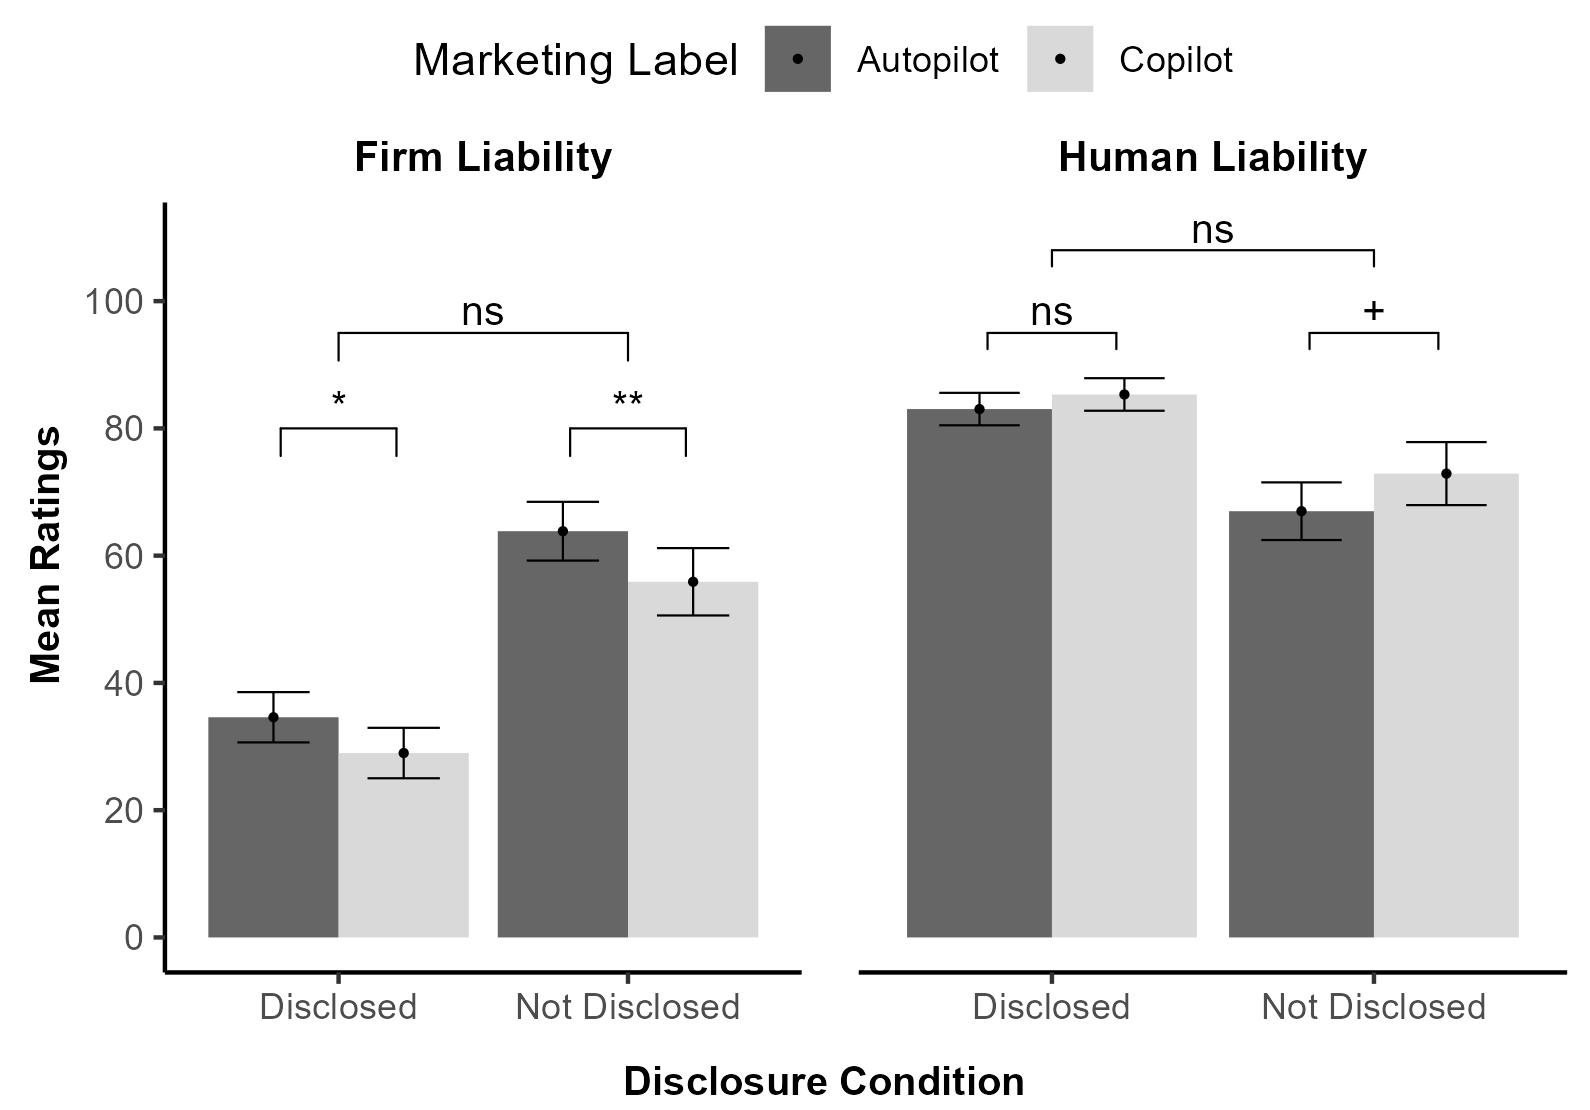 Marketing Label Autopilot Copilot
Firm Liability Human Liability
ns
ns ns +
* **
100
80
60
40
20
0
Mean Ratings
Disclosed Not Disclosed Disclosed Not Disclosed
Disclosure Condition